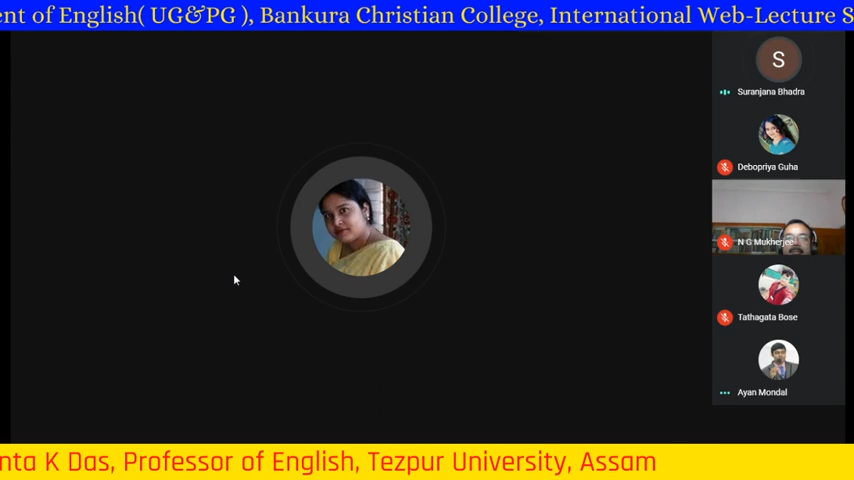 ent of English( UG&PG ), Bankura Christian College, International Web-Lecture S
S
Suranjana Bhadra
Debopriya Guha
N G Mukherjee
Tathagata Bose
Ayan Mondal
nta K Das, Professor of English, Tezpur University, Assam